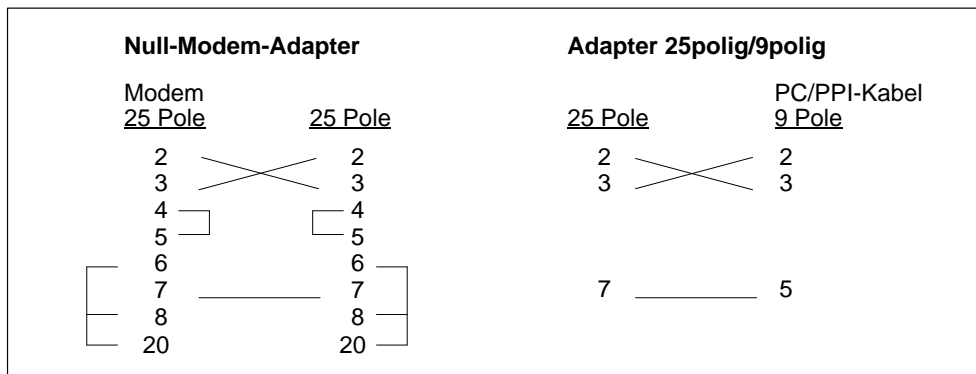 Null-Modem-Adapter Adapter 25polig/9polig
Modem PC/PPI-Kabel
25 Pole 25 Pole 25 Pole 9 Pole
2 2 2 2
3 3 3 3
4 4
5 5
6 6
7 7 7 5
8 8
20 20